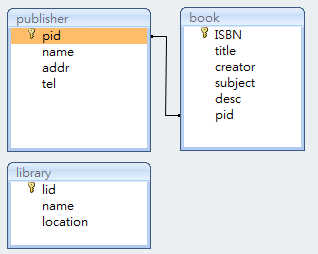 publisher
pid
name
addr
tel
book
ISBN
title
creator
subject
desc
pid
library
lid
name
location